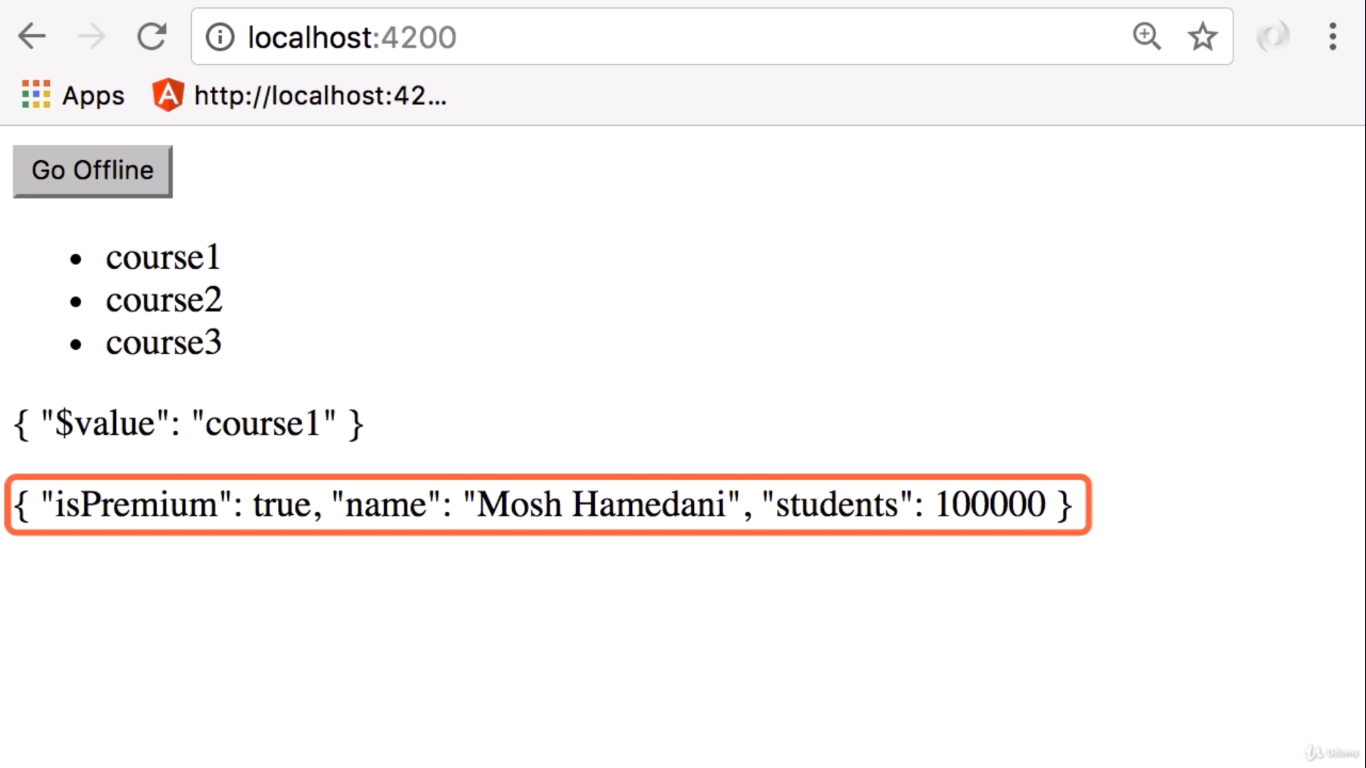 localhost:4200
Apps http://localhost:42...
Go Offline
• course1
• course2
• course3
{ "$value": "course1" }
{ "isPremium": true, "name": "Mosh Hamedani", "students": 100000 }
Udemy